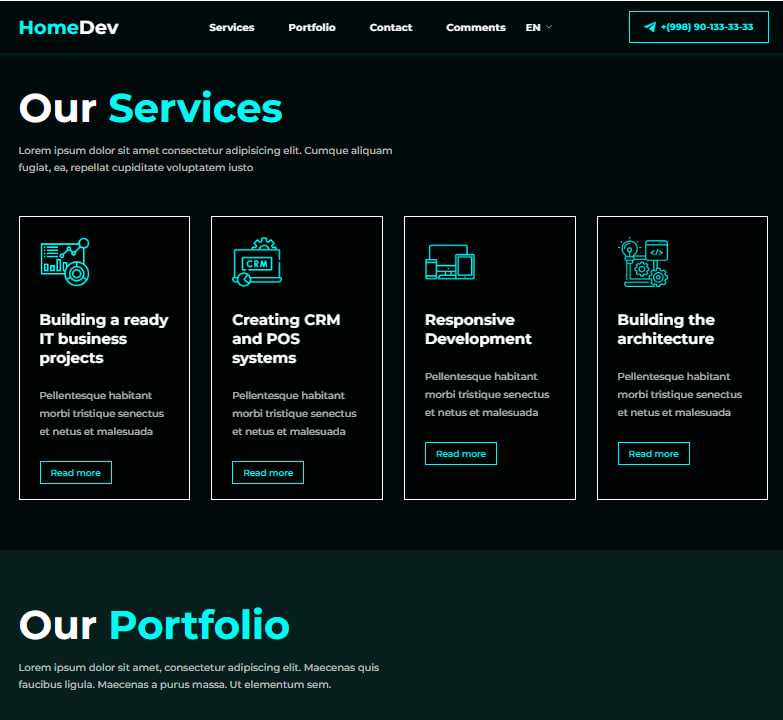 HomeDev
Services
Portfolio
Contact
Comments
EN
+(998) 90-133-33-33
Our Services
Lorem ipsum dolor sit amet consectetur adipisicing elit. Cumque aliquam
fugiat, ea, repellat cupiditate voluptatem iusto
Building a ready
IT business
projects
Pellentesque habitant
morbi tristique senectus
et netus et malesuada
Read more
CRM
Creating CRM
and POS
systems
Pellentesque habitant
morbi tristique senectus
et netus et malesuada
Read more
Responsive
Development
Pellentesque habitant
morbi tristique senectus
et netus et malesuada
Read more
</>
Building the
architecture
Pellentesque habitant
morbi tristique senectus
et netus et malesuada
Read more
Our Portfolio
Lorem ipsum dolor sit amet, consectetur adipiscing elit. Maecenas quis
faucibus ligula. Maecenas a purus massa. Ut elementum sem.